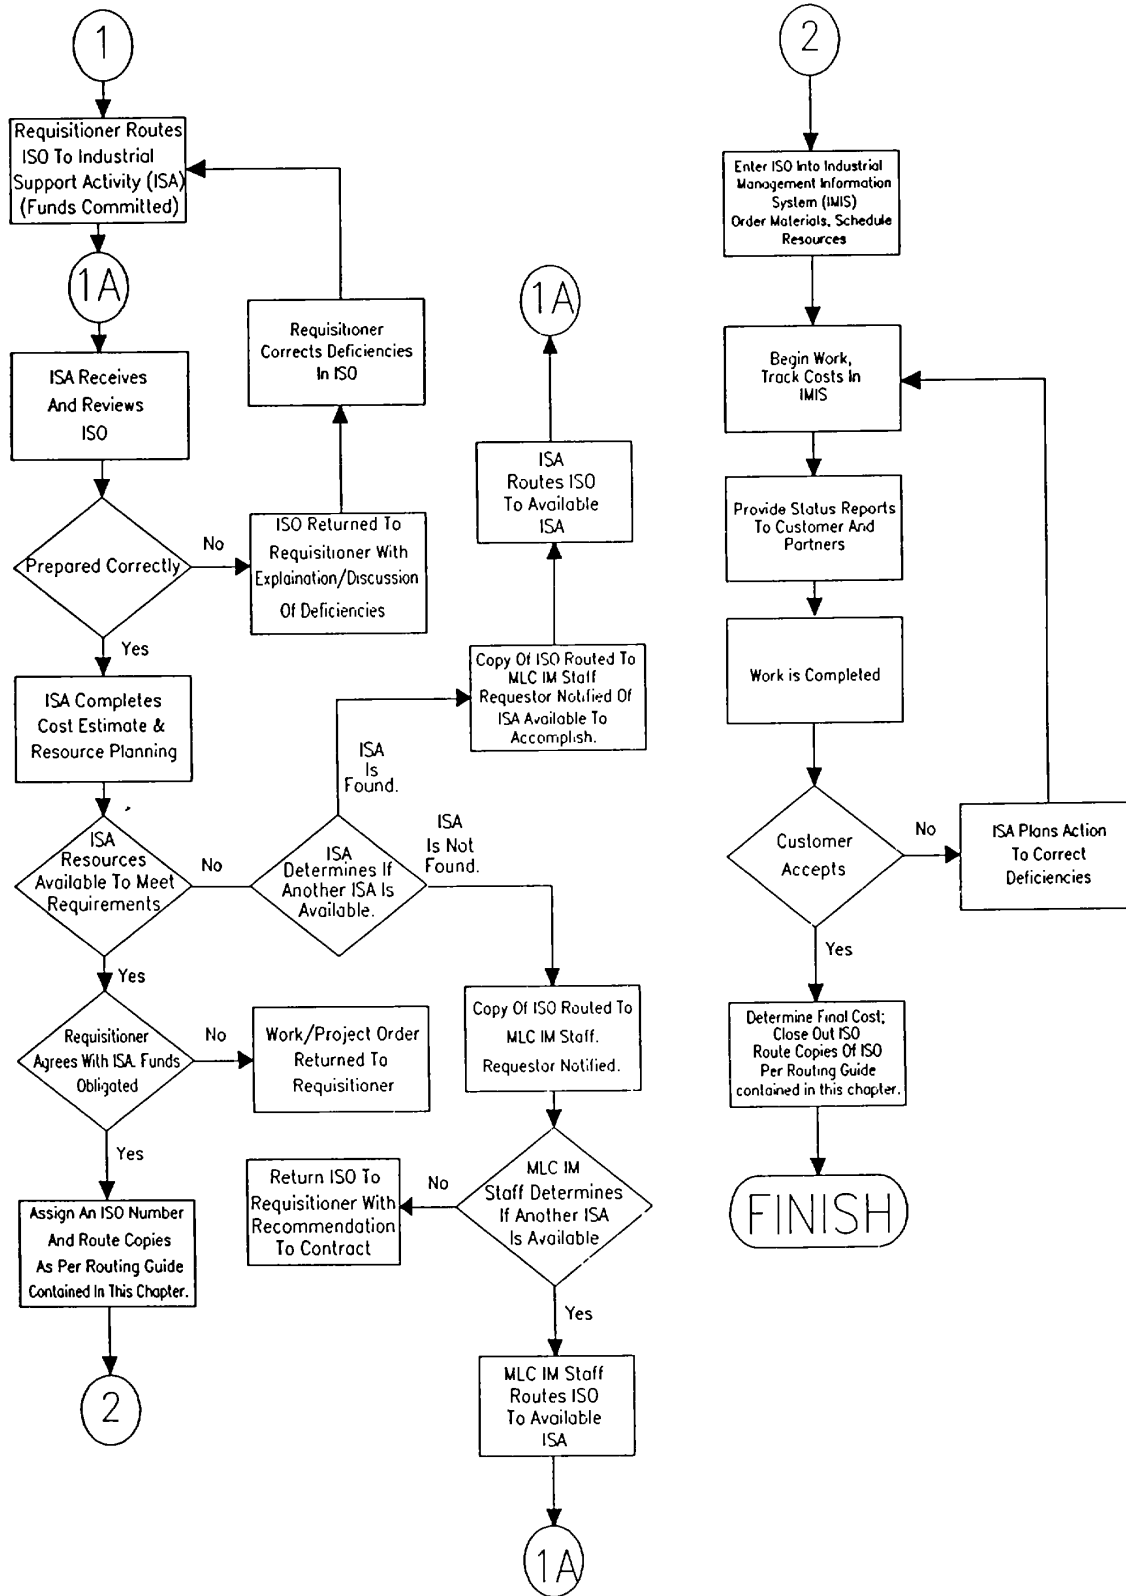 1
Requisitioner Routes
ISO To Industrial
Support Activity (ISA)
(Funds Committed)
1A
ISA Receives
And Reviews
ISO
Prepared Correctly
No
ISO Returned To
Requisitioner With
Explaination/Discussion
Of Deficiencies
Requisitioner
Corrects Deficiencies
In ISO
Yes
ISA Completes
Cost Estimate &
Resource Planning
ISA
Resources
Available To Meet
Requirements
No
ISA
Determines If
Another ISA Is
Available.
ISA
Is
Found.
Copy Of ISO Routed To
MLC IM Staff
Requestor Notified Of
ISA Available To
Accomplish.
ISA
Routes ISO
To Available
ISA
1A
ISA
Is Not
Found.
Copy Of ISO Routed To
MLC IM Staff.
Requestor Notified.
MLC IM
Staff Determines
If Another ISA
Is Available
No
Return ISO To
Requisitioner With
Recommendation
To Contract
Yes
MLC IM Staff
Routes ISO
To Available
ISA
1A
Yes
Requisitioner
Agrees With ISA. Funds
Obligated
No
Work/Project Order
Returned To
Requisitioner
Yes
Assign An ISO Number
And Route Copies
As Per Routing Guide
Contained In This Chapter.
2
2
Enter ISO Into Industrial
Management Information
System (IMIS)
Order Materials, Schedule
Resources
Begin Work,
Track Costs In
IMIS
Provide Status Reports
To Customer And
Partners
Work is Completed
Customer
Accepts
No
ISA Plans Action
To Correct
Deficiencies
Yes
Determine Final Cost;
Close Out ISO
Route Copies Of ISO
Per Routing Guide
contained in this chapter.
FINISH